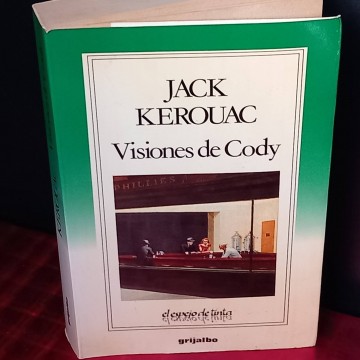 JACK
KEROUAC
Visiones de Cody
PHILLIES
el espejo de tinta
grijalbo